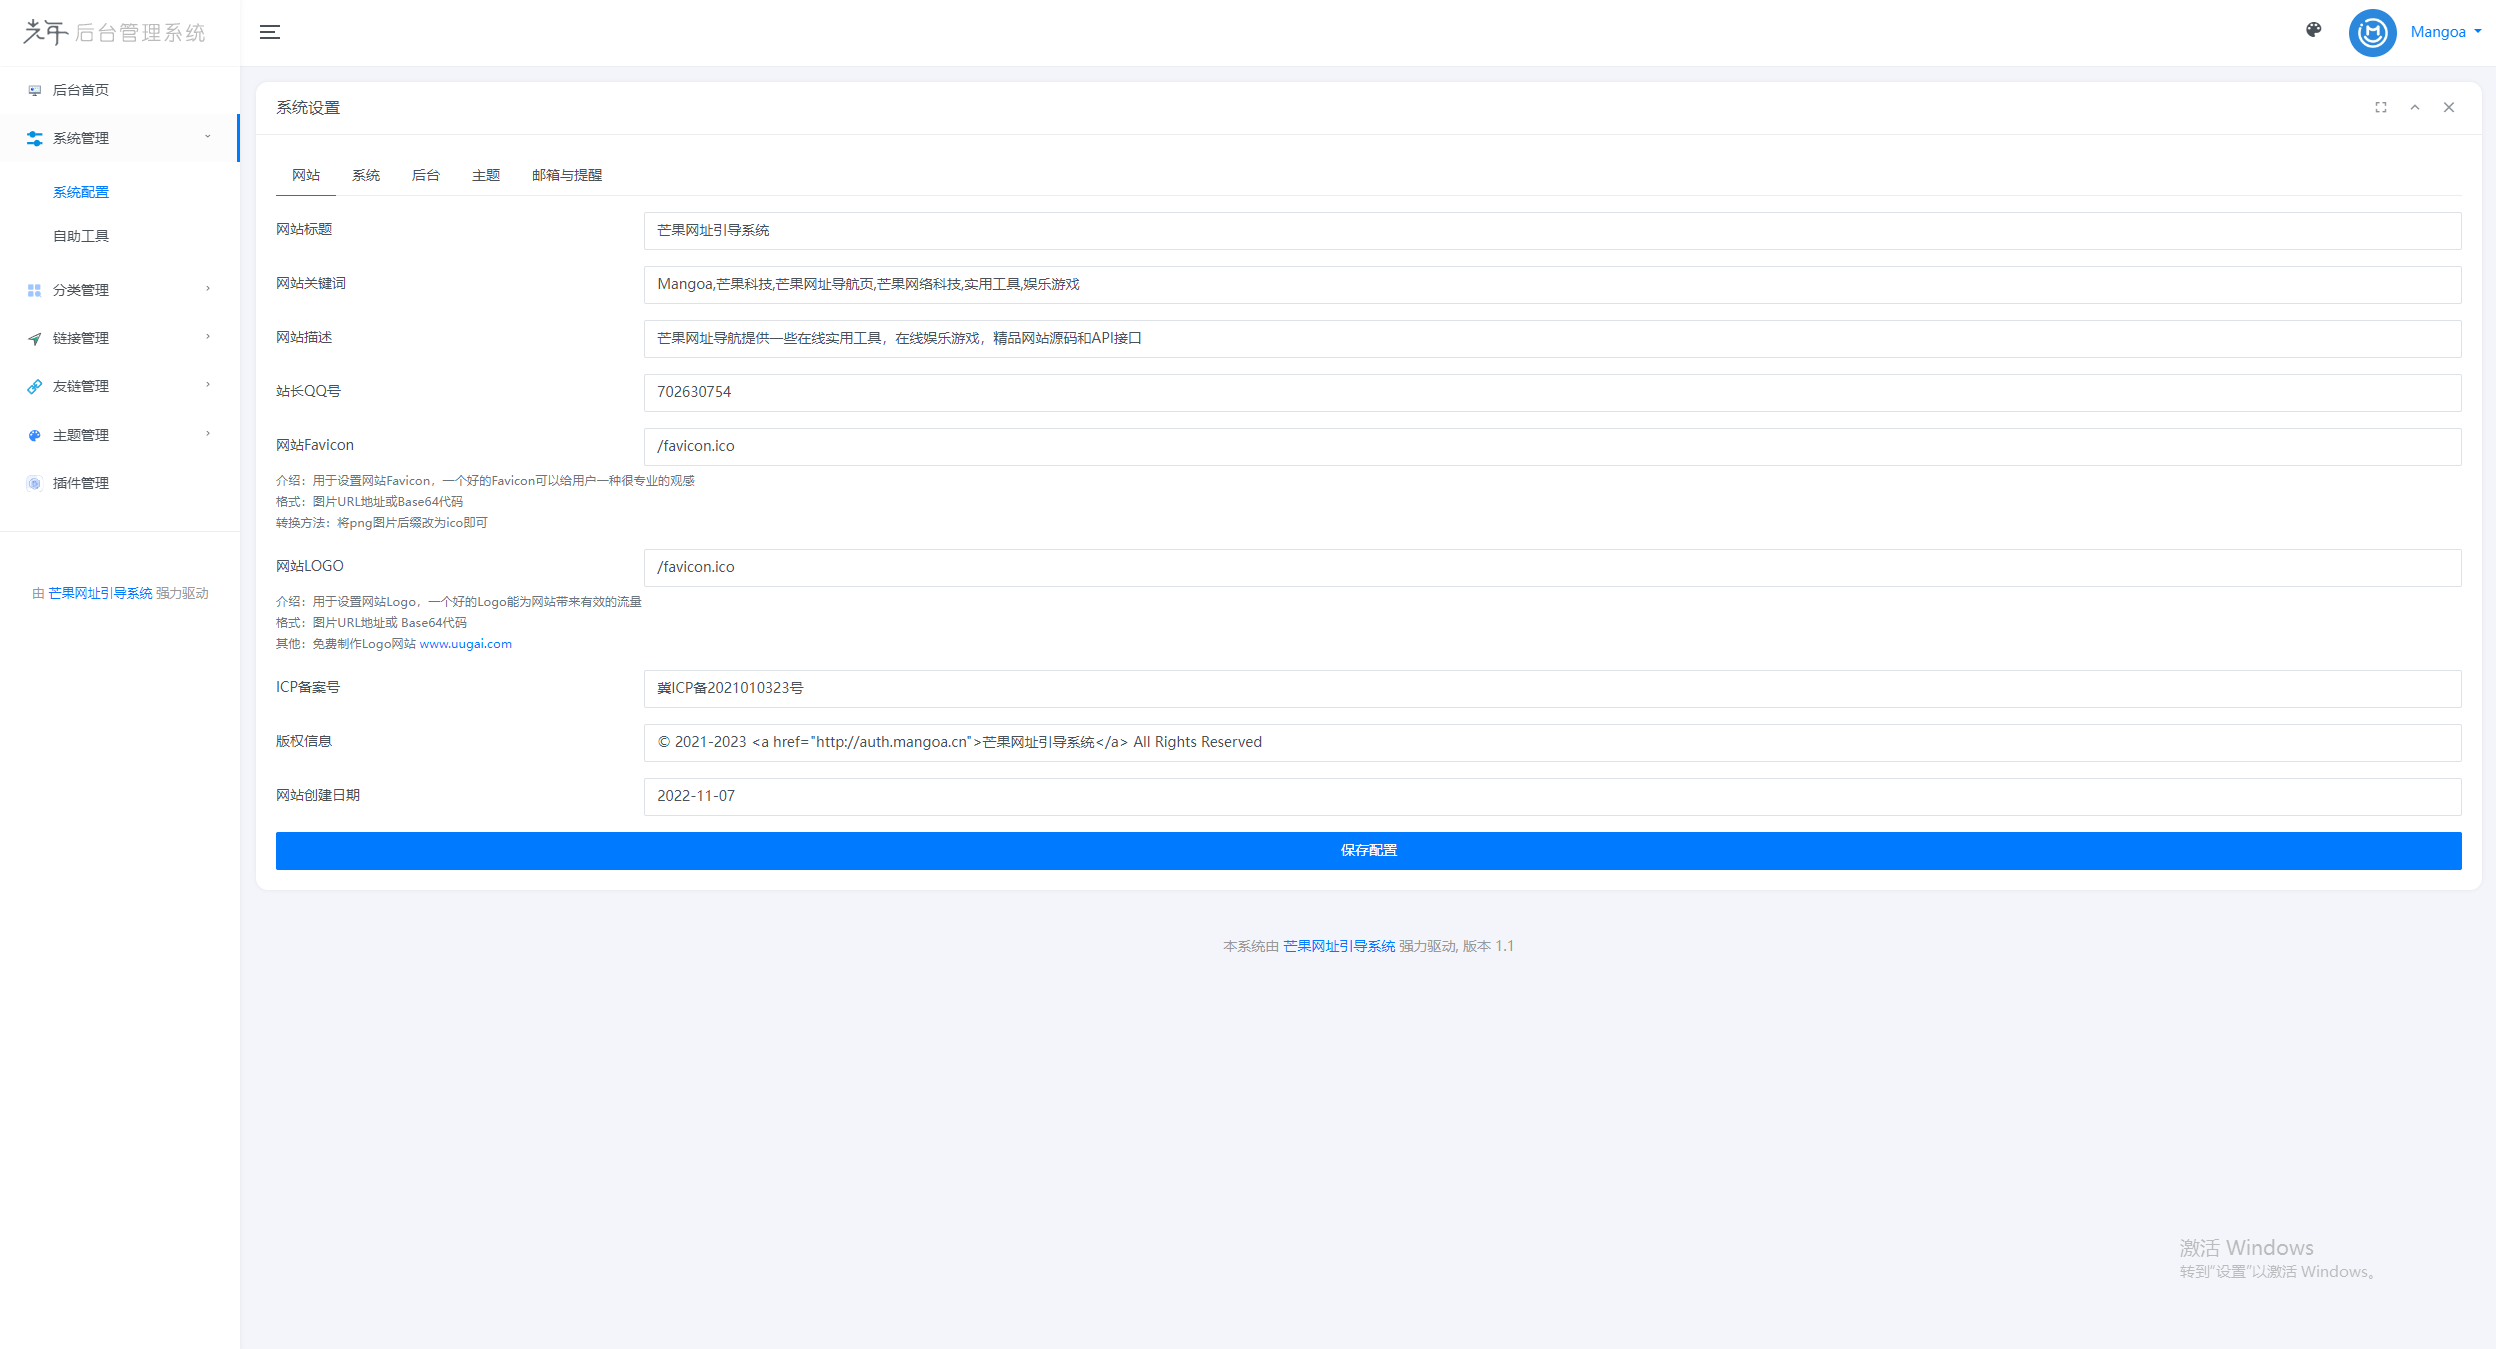 光年 后台管理系统
Mangoa
后台首页
系统管理
系统配置
自助工具
分类管理
链接管理
友链管理
主题管理
插件管理
由 芒果网址引导系统 强力驱动
系统设置
网站 系统 后台 主题 邮箱与提醒
网站标题 芒果网址引导系统
网站关键词 Mangoa,芒果科技,芒果网址导航页,芒果网络科技,实用工具,娱乐游戏
网站描述 芒果网址导航提供一些在线实用工具，在线娱乐游戏，精品网站源码和API接口
站长QQ号 702630754
网站Favicon /favicon.ico
介绍：用于设置网站Favicon，一个好的Favicon可以给用户一种很专业的观感
格式：图片URL地址或Base64代码
转换方法：将png图片后缀改为ico即可
网站LOGO /favicon.ico
介绍：用于设置网站Logo，一个好的Logo能为网站带来有效的流量
格式：图片URL地址或 Base64代码
其他：免费制作Logo网站 www.uugai.com
ICP备案号 冀ICP备2021010323号
版权信息 © 2021-2023 <a href="http://auth.mangoa.cn">芒果网址引导系统</a> All Rights Reserved
网站创建日期 2022-11-07
保存配置
本系统由 芒果网址引导系统 强力驱动, 版本 1.1
激活 Windows
转到“设置”以激活 Windows。